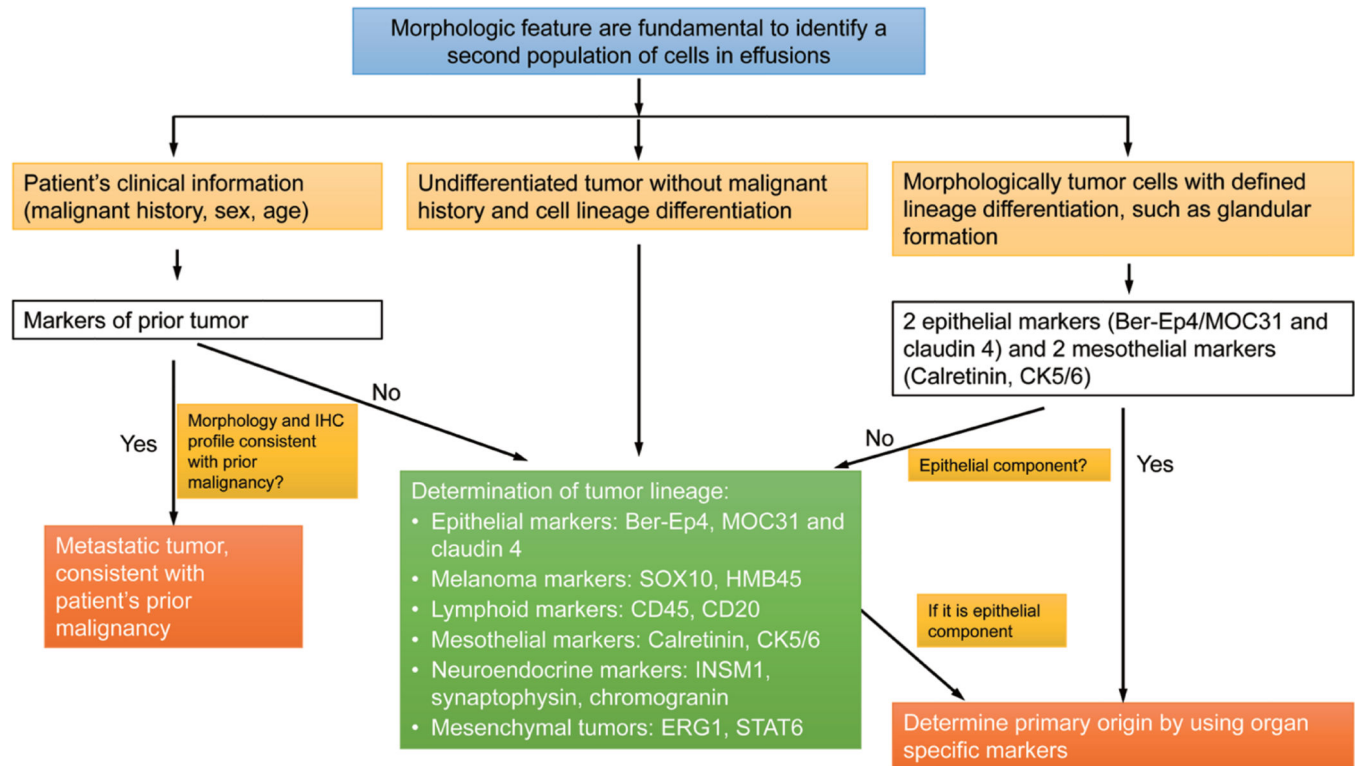 Morphologic feature are fundamental to identify a
second population of cells in effusions
Patient's clinical information
(malignant history, sex, age)
Undifferentiated tumor without malignant
history and cell lineage differentiation
Morphologically tumor cells with defined
lineage differentiation, such as glandular
formation
Markers of prior tumor
2 epithelial markers (Ber-Ep4/MOC31 and
claudin 4) and 2 mesothelial markers
(Calretinin, CK5/6)
No
Yes
Morphology and IHC
profile consistent
with prior
malignancy?
No
Epithelial component?
Yes
Metastatic tumor,
consistent with
patient's prior
malignancy
Determination of tumor lineage:
• Epithelial markers: Ber-Ep4, MOC31 and
claudin 4
• Melanoma markers: SOX10, HMB45
• Lymphoid markers: CD45, CD20
• Mesothelial markers: Calretinin, CK5/6
• Neuroendocrine markers: INSM1,
synaptophysin, chromogranin
• Mesenchymal tumors: ERG1, STAT6
If it is epithelial
component
Determine primary origin by using organ
specific markers